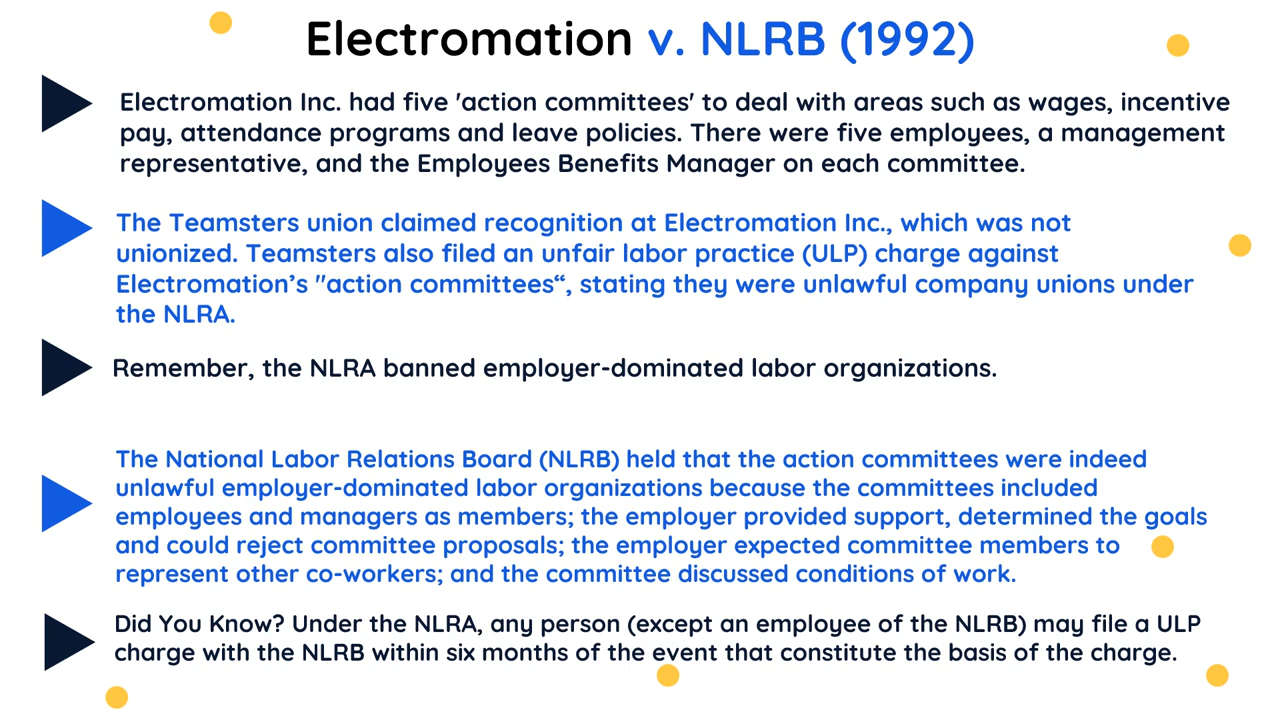 Electromation v. NLRB (1992)
Electromation Inc. had five 'action committees' to deal with areas such as wages, incentive
pay, attendance programs and leave policies. There were five employees, a management
representative, and the Employees Benefits Manager on each committee.
The Teamsters union claimed recognition at Electromation Inc., which was not
unionized. Teamsters also filed an unfair labor practice (ULP) charge against
Electromation’s "action committees“, stating they were unlawful company unions under
the NLRA.
Remember, the NLRA banned employer-dominated labor organizations.
The National Labor Relations Board (NLRB) held that the action committees were indeed
unlawful employer-dominated labor organizations because the committees included
employees and managers as members; the employer provided support, determined the goals
and could reject committee proposals; the employer expected committee members to
represent other co-workers; and the committee discussed conditions of work.
Did You Know? Under the NLRA, any person (except an employee of the NLRB) may file a ULP
charge with the NLRB within six months of the event that constitute the basis of the charge.